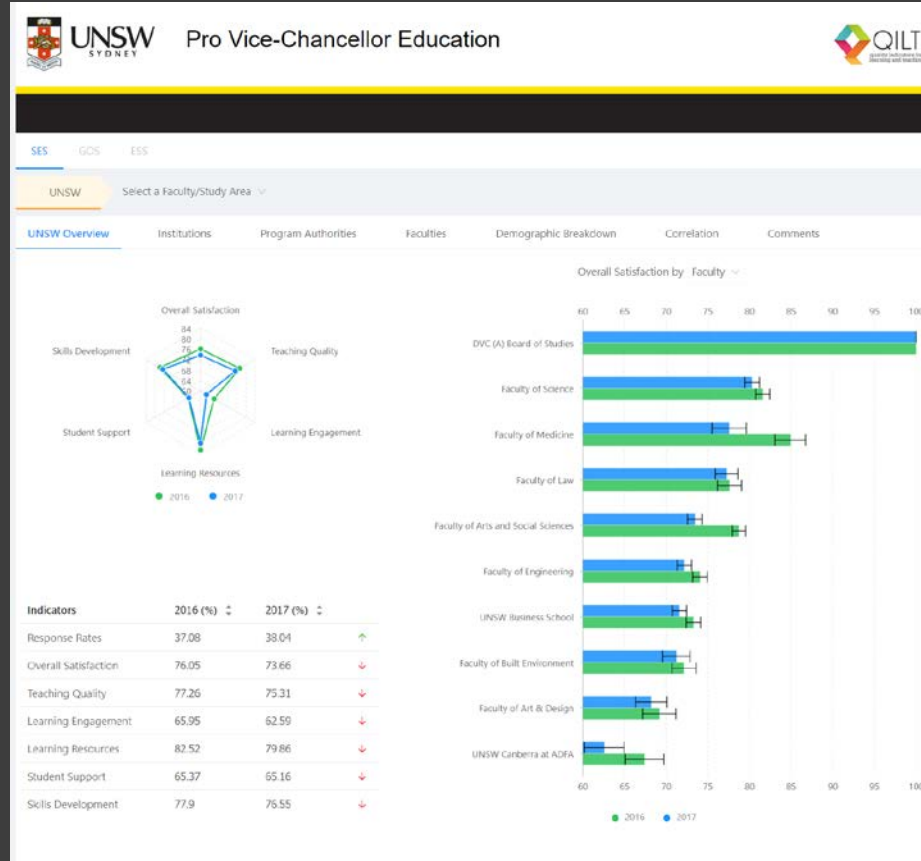 UNSW
SYDNEY
Pro Vice-Chancellor Education
QILT
SES GOS ESS
UNSW Select a Faculty/Study Area
UNSW Overview Institutions Program Authorities Faculties Demographic Breakdown Correlation Comments
Overall Satisfaction
84
80
76
72
68
64
60
Skills Development
Teaching Quality
Student Support
Learning Engagement
Learning Resources
2016 2017
Indicators 2016 (%) 2017 (%)
Response Rates 37.08 38.04
Overall Satisfaction 76.05 73.66
Teaching Quality 77.26 75.31
Learning Engagement 65.95 62.59
Learning Resources 82.52 79.86
Student Support 65.37 65.16
Skills Development 77.9 76.55
Overall Satisfaction by Faculty
60 65 70 75 80 85 90 95 100
DVC (A) Board of Studies
Faculty of Science
Faculty of Medicine
Faculty of Law
Faculty of Arts and Social Sciences
Faculty of Engineering
UNSW Business School
Faculty of Built Environment
Faculty of Art & Design
UNSW Canberra at ADFA
60 65 70 75 80 85 90 95 100
2016 2017